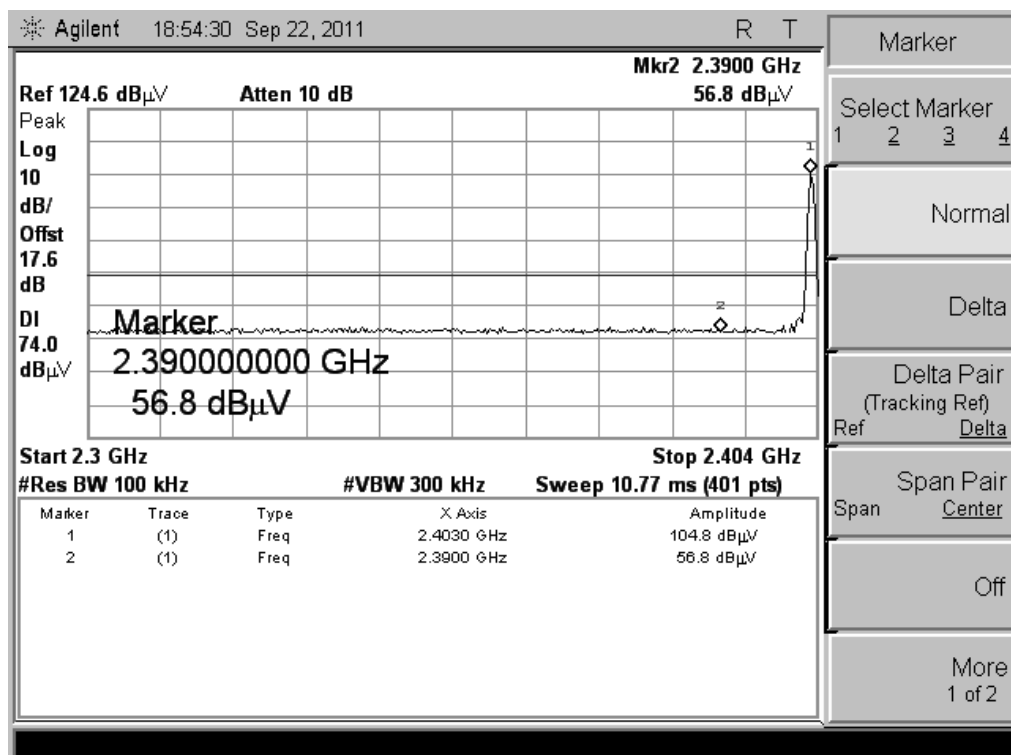 Agilent 18:54:30 Sep 22, 2011 R T
Mkr2 2.3900 GHz
Ref 124.6 dBμV Atten 10 dB 56.8 dBμV
Peak
Log
10
dB/
Offst
17.6
dB
DI
74.0
dBμV
1
2
Marker
2.390000000 GHz
56.8 dBμV
Start 2.3 GHz Stop 2.404 GHz
#Res BW 100 kHz #VBW 300 kHz Sweep 10.77 ms (401 pts)
Marker Trace Type X Axis Amplitude
1 (1) Freq 2.4030 GHz 104.8 dBμV
2 (1) Freq 2.3900 GHz 56.8 dBμV
Marker
Select Marker
1 2 3 4
Normal
Delta
Delta Pair
(Tracking Ref)
Ref Delta
Span Pair
Span Center
Off
More
1 of 2